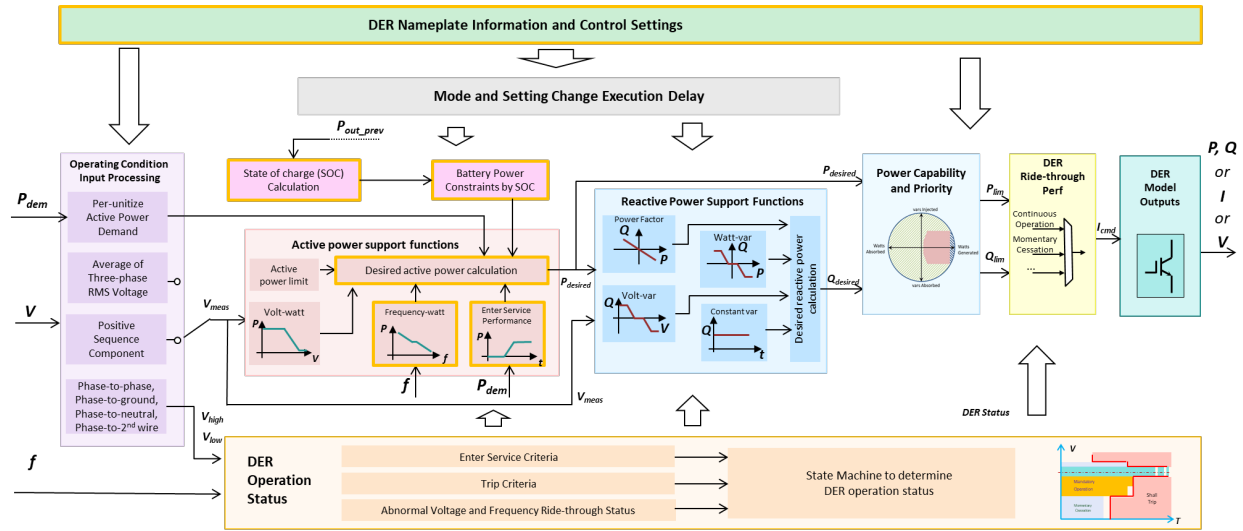 DER Nameplate Information and Control Settings
Mode and Setting Change Execution Delay
P_out_prev
Operating Condition
Input Processing
Per-unitize
Active Power
Demand
Average of
Three-phase
RMS Voltage
Positive
Sequence
Component
Phase-to-phase,
Phase-to-ground,
Phase-to-neutral,
Phase-to-2nd wire
P_dem
V
f
V_meas
V_high
V_low
State of charge (SOC)
Calculation
Battery Power
Constraints by SOC
Active power support functions
Active
power limit
Desired active power calculation
Volt-watt
P
V
Frequency-watt
P
f
Enter Service
Performance
P
t
f
P_dem
P_desired
V_meas
Reactive Power Support Functions
Power Factor
Q
P
Watt-var
Q
P
Volt-var
Q
V
Constant var
Q
t
Desired reactive power
calculation
P_desired
Q_desired
Power Capability
and Priority
vars Injected
Watts
Absorbed
Watts
Generated
vars Absorbed
P_lim
Q_lim
DER
Ride-through
Perf
Continuous
Operation
Momentary
Cessation
...
I_cmd
DER
Model
Outputs
P, Q
or
I
or
V
DER Status
DER
Operation
Status
Enter Service Criteria
Trip Criteria
Abnormal Voltage and Frequency Ride-through Status
State Machine to determine
DER operation status
V
Momentary
Operation
Shall
Trip
T